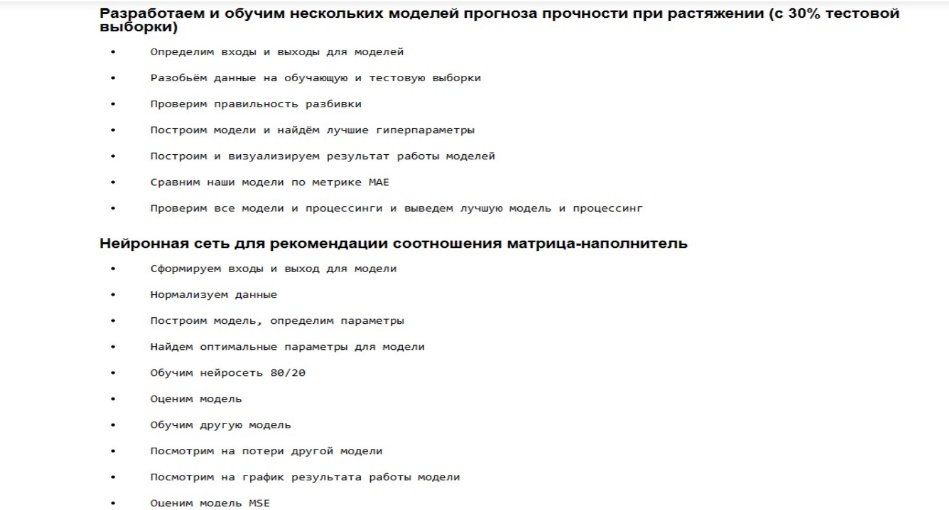 Разработаем и обучим нескольких моделей прогноза прочности при растяжении (с 30% тестовой
выборки)
• Определим входы и выходы для моделей
• Разобьём данные на обучающую и тестовую выборки
• Проверим правильность разбивки
• Построим модели и найдём лучшие гиперпараметры
• Построим и визуализируем результат работы моделей
• Сравним наши модели по метрике MAE
• Проверим все модели и процессинги и выведем лучшую модель и процессинг
Нейронная сеть для рекомендации соотношения матрица-наполнитель
• Сформируем входы и выход для модели
• Нормализуем данные
• Построим модель, определим параметры
• Найдем оптимальные параметры для модели
• Обучим нейросеть 80/20
• Оценим модель
• Обучим другую модель
• Посмотрим на потери другой модели
• Посмотрим на график результата работы модели
• Оценим модель MSE